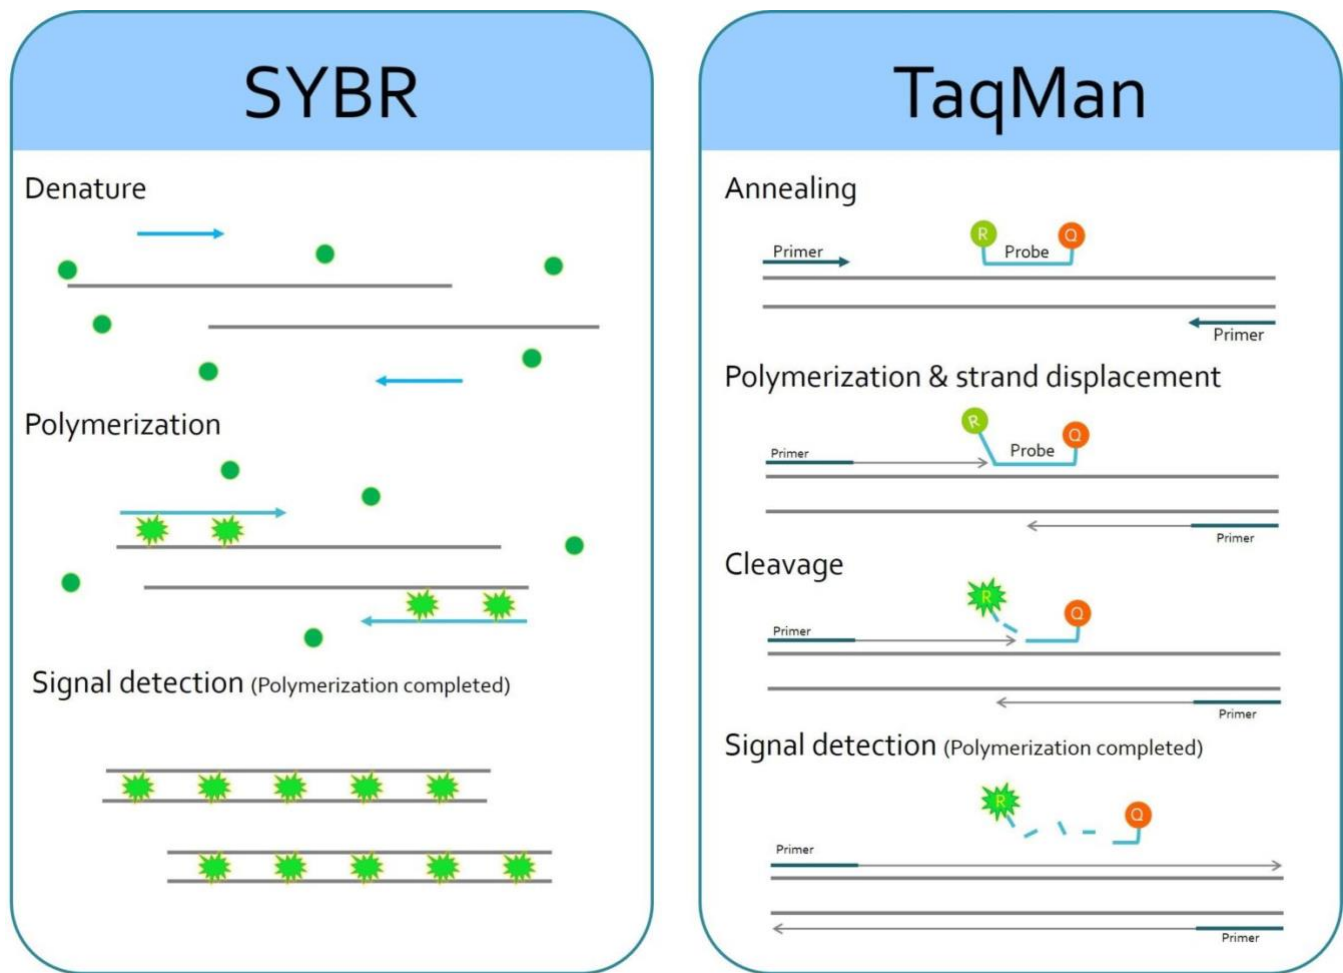 SYBR
Denature
Polymerization
Signal detection (Polymerization completed)
TaqMan
Annealing
R
Q
Primer
Probe
Primer
Polymerization & strand displacement
R
Q
Primer
Probe
Primer
Cleavage
R
Q
Primer
Primer
Signal detection (Polymerization completed)
R
Q
Primer
Primer